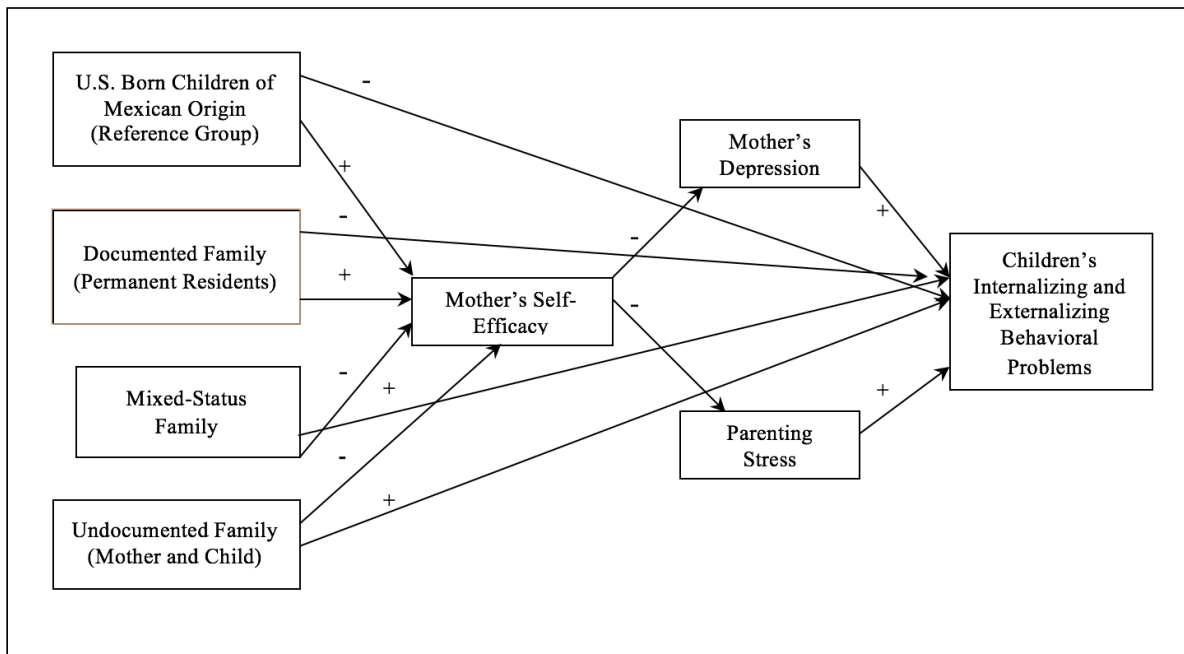 U.S. Born Children of
Mexican Origin
(Reference Group)
-
+
Documented Family
(Permanent Residents)
-
+
Mixed-Status
Family
-
+
Undocumented Family
(Mother and Child)
-
+
Mother's Self-
Efficacy
-
-
Mother's
Depression
+
Parenting
Stress
+
Children's
Internalizing and
Externalizing
Behavioral
Problems